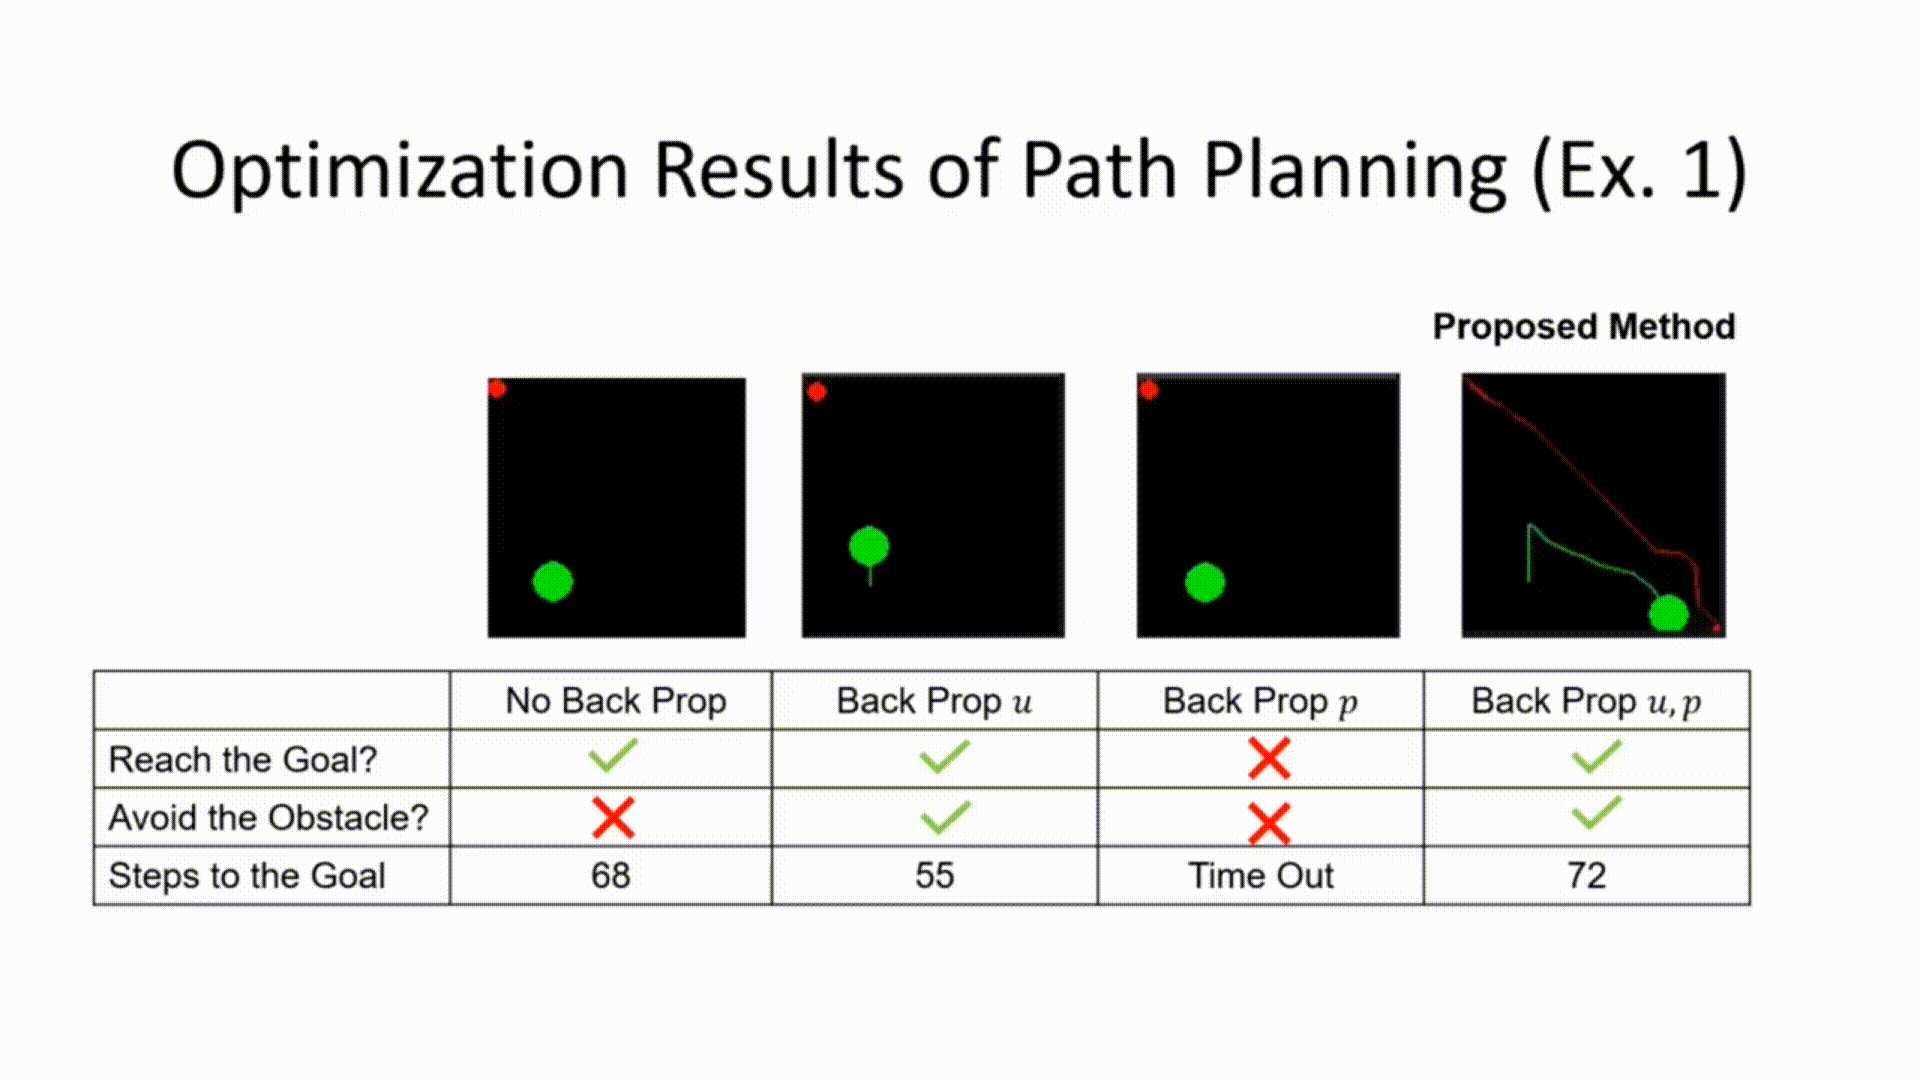 Optimization Results of Path Planning (Ex. 1)
Proposed Method
No Back Prop Back Prop u Back Prop p Back Prop u, p
Reach the Goal?
Avoid the Obstacle?
Steps to the Goal 68 55 Time Out 72